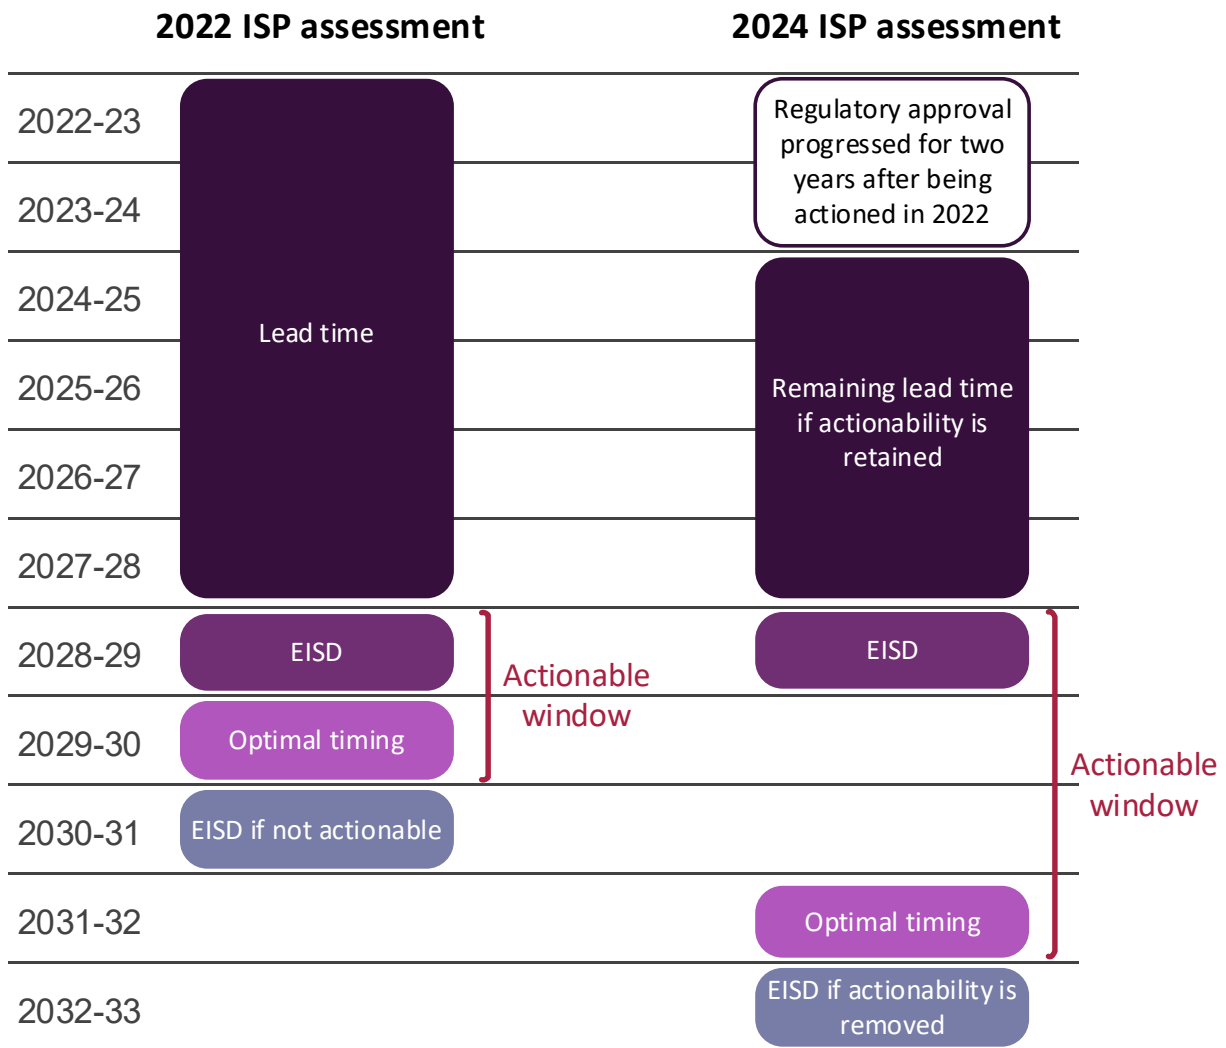 2022 ISP assessment
2024 ISP assessment
2022-23
2023-24
2024-25
2025-26
2026-27
2027-28
2028-29
2029-30
2030-31
2031-32
2032-33
Lead time
EISD
Optimal timing
EISD if not actionable
Actionable
window
Regulatory approval
progressed for two
years after being
actioned in 2022
Remaining lead time
if actionability is
retained
EISD
Optimal timing
EISD if actionability is
removed
Actionable
window